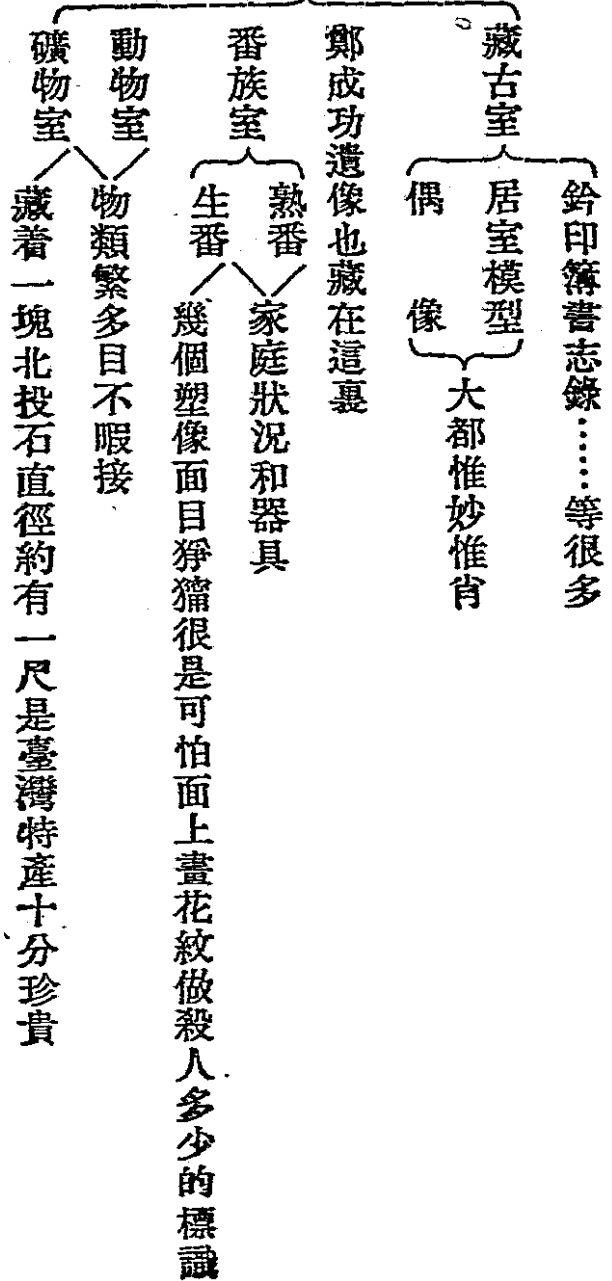 藏古室
鈐印簿書志錄……等很多
居室模型
偶像
大都惟妙惟肖
鄭成功遺像也藏在這裏
番族室
熟番
生番
家庭狀況和器具
幾個塑像面目猙獰很是可怕面上畫花紋做殺人多少的標識
動物室
礦物室
物類繁多目不暇接
藏着一塊北投石直徑約有一尺是臺灣特產十分珍貴